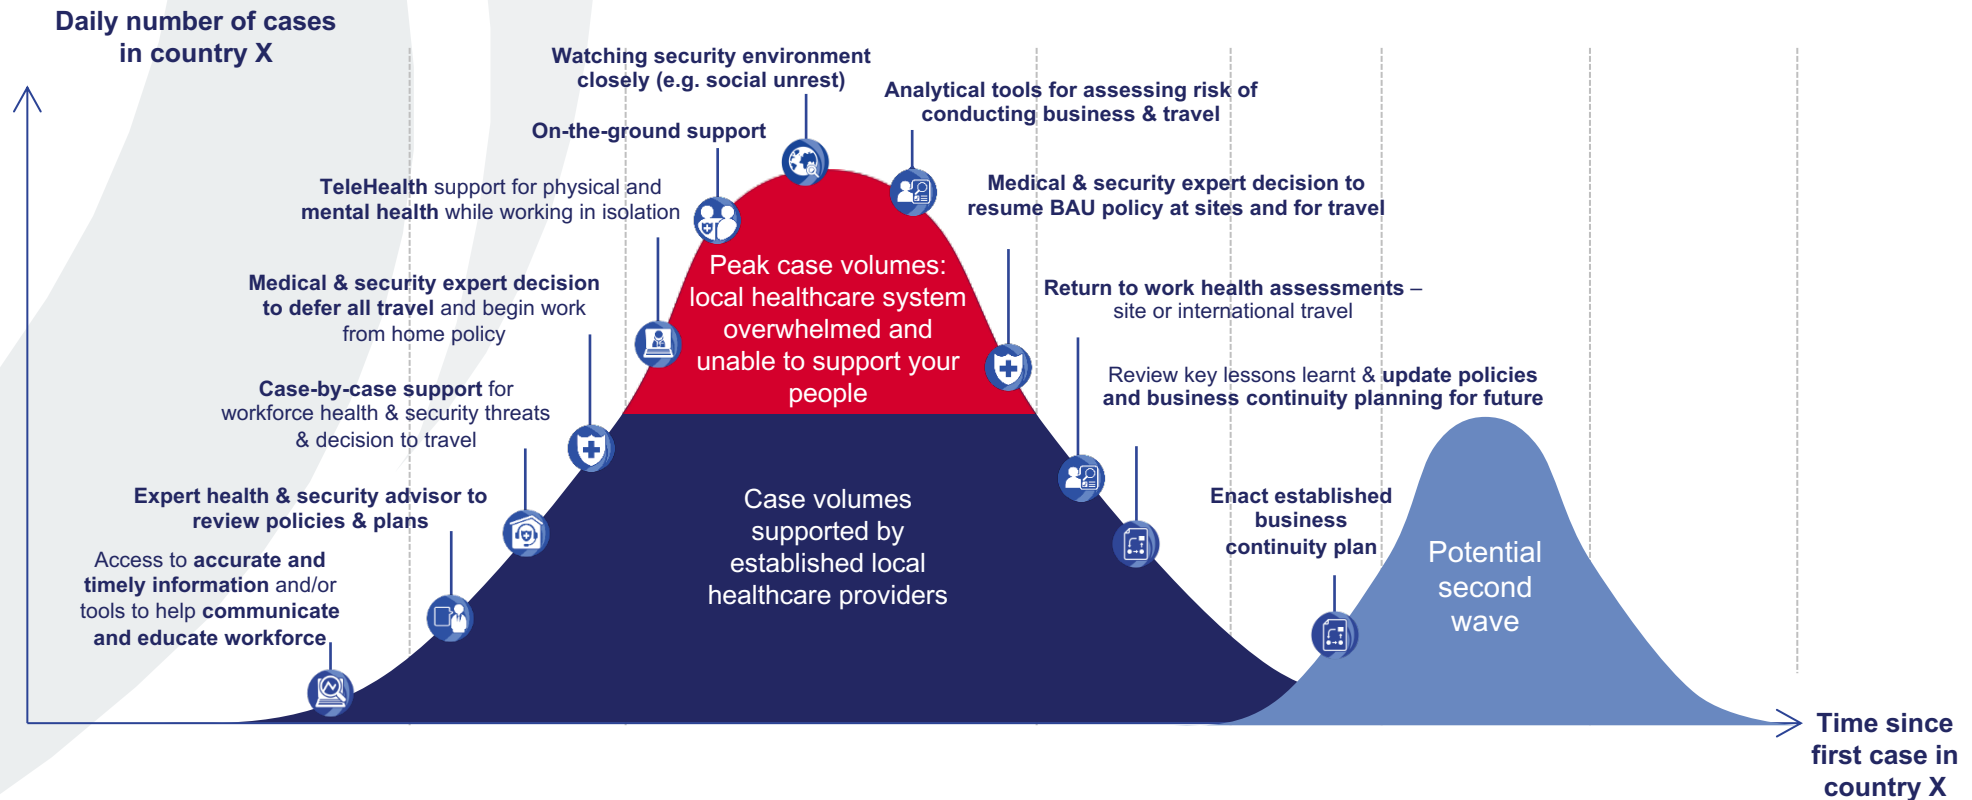 Daily number of cases
in country X
Watching security environment
closely (e.g. social unrest)
Analytical tools for assessing risk of
conducting business & travel
On-the-ground support
TeleHealth support for physical and
mental health while working in isolation
Medical & security expert decision to
resume BAU policy at sites and for travel
Medical & security expert decision
to defer all travel and begin work
from home policy
Peak case volumes:
local healthcare system
overwhelmed and
unable to support your
people
Return to work health assessments –
site or international travel
Case-by-case support for
workforce health & security threats
& decision to travel
Review key lessons learnt & update policies
and business continuity planning for future
Expert health & security advisor to
review policies & plans
Case volumes
supported by
established local
healthcare providers
Enact established
business
continuity plan
Access to accurate and
timely information and/or
tools to help communicate
and educate workforce
Potential
second
wave
Time since
first case in
country X